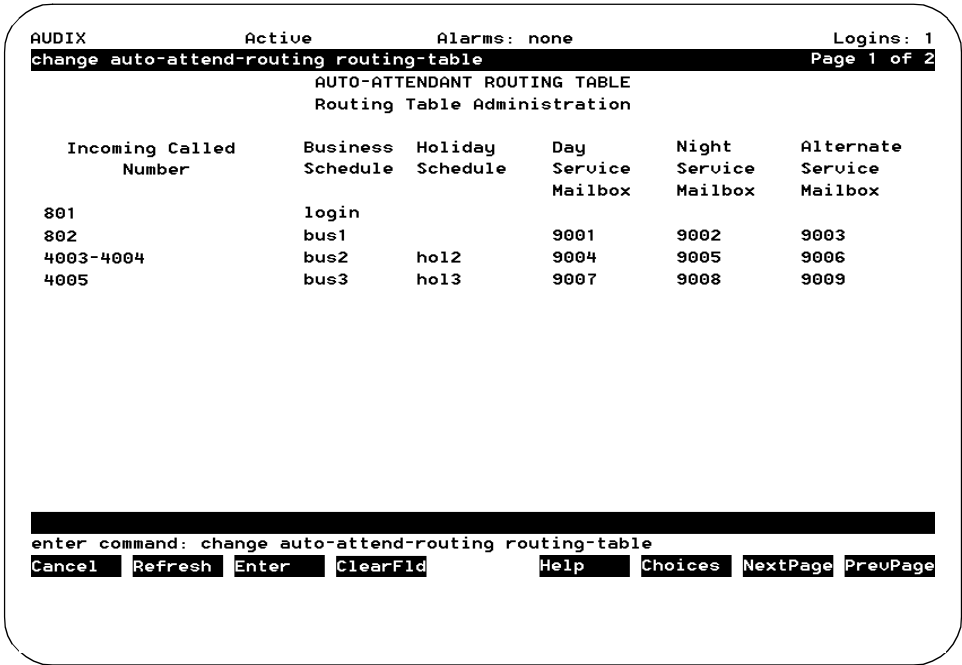 AUDIX Active Alarms: none Logins: 1
change auto-attend-routing routing-table Page 1 of 2
AUTO-ATTENDANT ROUTING TABLE
Routing Table Administration
Incoming Called Business Holiday Day Night Alternate
Number Schedule Schedule Service Service Service
Mailbox Mailbox Mailbox
801 login
802 bus1 9001 9002 9003
4003-4004 bus2 hol2 9004 9005 9006
4005 bus3 hol3 9007 9008 9009
enter command: change auto-attend-routing routing-table
Cancel Refresh Enter ClearFld Help Choices NextPage PrevPage